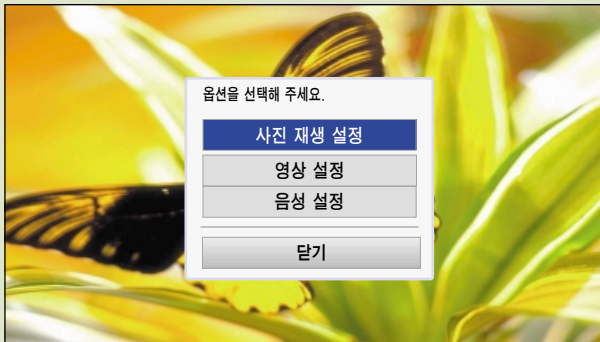 옵션을 선택해 주세요.
사진 재생 설정
영상 설정
음성 설정
닫기